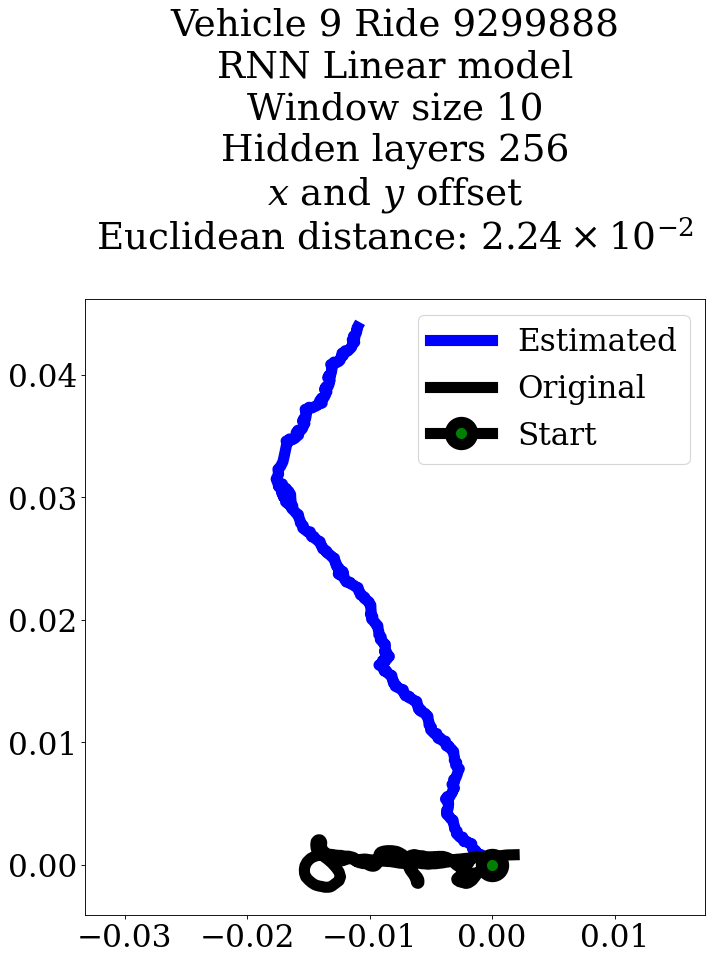 Vehicle 9 Ride 9299888
RNN Linear model
Window size 10
Hidden layers 256
x and y offset
Euclidean distance: 2.24 × 10⁻²
Estimated
Original
Start
0.04
0.03
0.02
0.01
0.00
−0.03 −0.02 −0.01 0.00 0.01